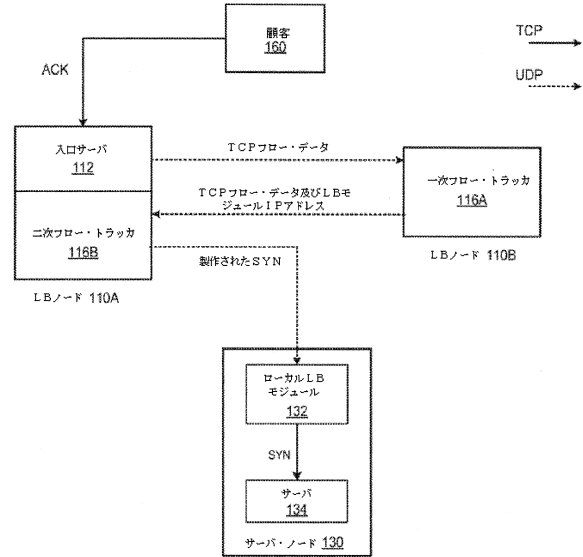 顧客
160
TCP
UDP
ACK
入口サーバ
112
TCPフロー・データ
一次フロー・トラッカ
116A
TCPフロー・データ及びLBモ
ジュールIPアドレス
二次フロー・トラッカ
116B
製作されたSYN
LBノード 110B
LBノード 110A
ローカルLB
モジュール
132
SYN
サーバ
134
サーバ・ノード 130